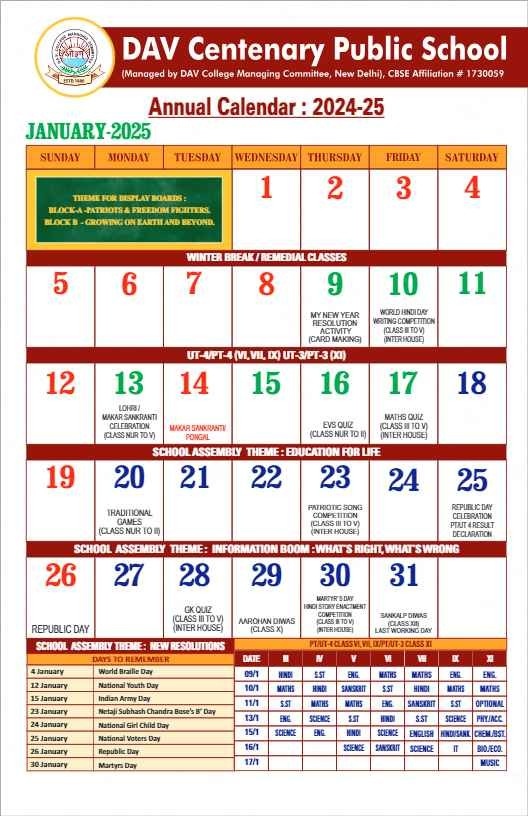 DAV Centenary Public School
(Managed by DAV College Managing Committee, New Delhi), CBSE Affiliation # 1730059
Annual Calendar : 2024-25
JANUARY-2025
SUNDAY MONDAY TUESDAY WEDNESDAY THURSDAY FRIDAY SATURDAY
THEME FOR DISPLAY BOARDS :
BLOCK-A -PATRIOTS & FREEDOM FIGHTERS,
BLOCK B - GROWING ON EARTH AND BEYOND.
1 2 3 4
WINTER BREAK / REMEDIAL CLASSES
5 6 7 8 9 10 11
MY NEW YEAR
RESOLUTION
ACTIVITY
(CARD MAKING)
WORLD HINDI DAY
WRITING COMPETITION
(CLASS III TO V)
(INTER HOUSE)
UT-4/PT-4 (VI, VII, IX) UT-3/PT-3 (XI)
12 13 14 15 16 17 18
LOHRI /
MAKAR SANKRANTI
CELEBRATION
(CLASS NUR TO V)
MAKAR SANKRANTI/
PONGAL
EVS QUIZ
(CLASS NUR TO II)
MATHS QUIZ
(CLASS III TO V)
(INTER HOUSE)
SCHOOL ASSEMBLY THEME : EDUCATION FOR LIFE
19 20 21 22 23 24 25
TRADITIONAL
GAMES
(CLASS NUR TO II)
PATRIOTIC SONG
COMPETITION
(CLASS III TO V)
(INTER HOUSE)
REPUBLIC DAY
CELEBRATION
PT/UT 4 RESULT
DECLARATION
SCHOOL ASSEMBLY THEME : INFORMATION BOOM : WHAT'S RIGHT, WHAT'S WRONG
26 27 28 29 30 31
REPUBLIC DAY
GK QUIZ
(CLASS III TO V)
(INTER HOUSE)
AAROHAN DIWAS
(CLASS X)
MARTYR'S DAY
HINDI STORY ENACTMENT
COMPETITION
(CLASS III TO V)
(INTER HOUSE)
SANKALP DIWAS
(CLASS XII)
LAST WORKING DAY
SCHOOL ASSEMBLY THEME : NEW RESOLUTIONS
DAYS TO REMEMBER
4 January World Braille Day
12 January National Youth Day
15 January Indian Army Day
23 January Netaji Subhash Chandra Bose's B' Day
24 January National Girl Child Day
25 January National Voters Day
26 January Republic Day
30 January Martyrs Day
PT/UT-4 CLASS VI, VII, IX/PT/UT-3 CLASS XI
DATE III IV V VI VII IX XI
09/1 HINDI S.ST ENG. MATHS MATHS ENG. ENG.
10/1 MATHS HINDI SANSKRIT S.ST HINDI MATHS MATHS
11/1 S.ST MATHS MATHS ENG. SANSKRIT S.ST OPTIONAL
13/1 ENG. SCIENCE S.ST HINDI S.ST SCIENCE PHY./ACC.
15/1 SCIENCE ENG. HINDI SCIENCE ENGLISH HINDI/SANK. CHEM./BST.
16/1 SCIENCE SANSKRIT SCIENCE IT BIO./ECO.
17/1 MUSIC